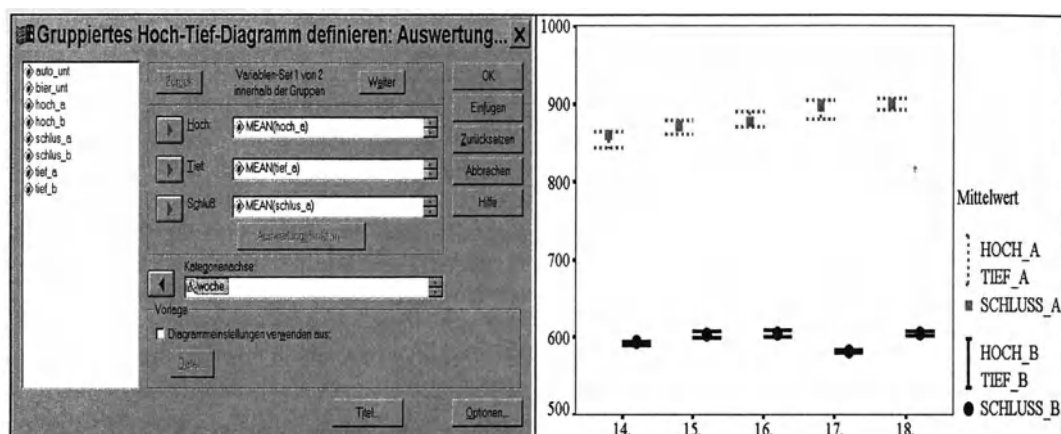 Gruppiertes Hoch-Tief-Diagramm definieren: Auswertung...
auto_unt
bier_unt
hoch_a
hoch_b
schlus_a
schlus_b
tief_a
tief_b
Zurück
Variablen-Set 1 von 2
innerhalb der Gruppen
Weiter
Hoch:
MEAN(hoch_a)
Tief:
MEAN(tief_a)
Schluß:
MEAN(schlus_a)
Kategorienachse:
woche
Vorlage
Diagrammeinstellungen verwenden aus:
Datei
Titel...
Optionen...
OK
Einfügen
Zurücksetzen
Abbrechen
Hilfe
1000
900
800
700
600
500
14.
15.
16.
17.
18.
Mittelwert
HOCH_A
TIEF_A
SCHLUSS_A
HOCH_B
TIEF_B
SCHLUSS_B